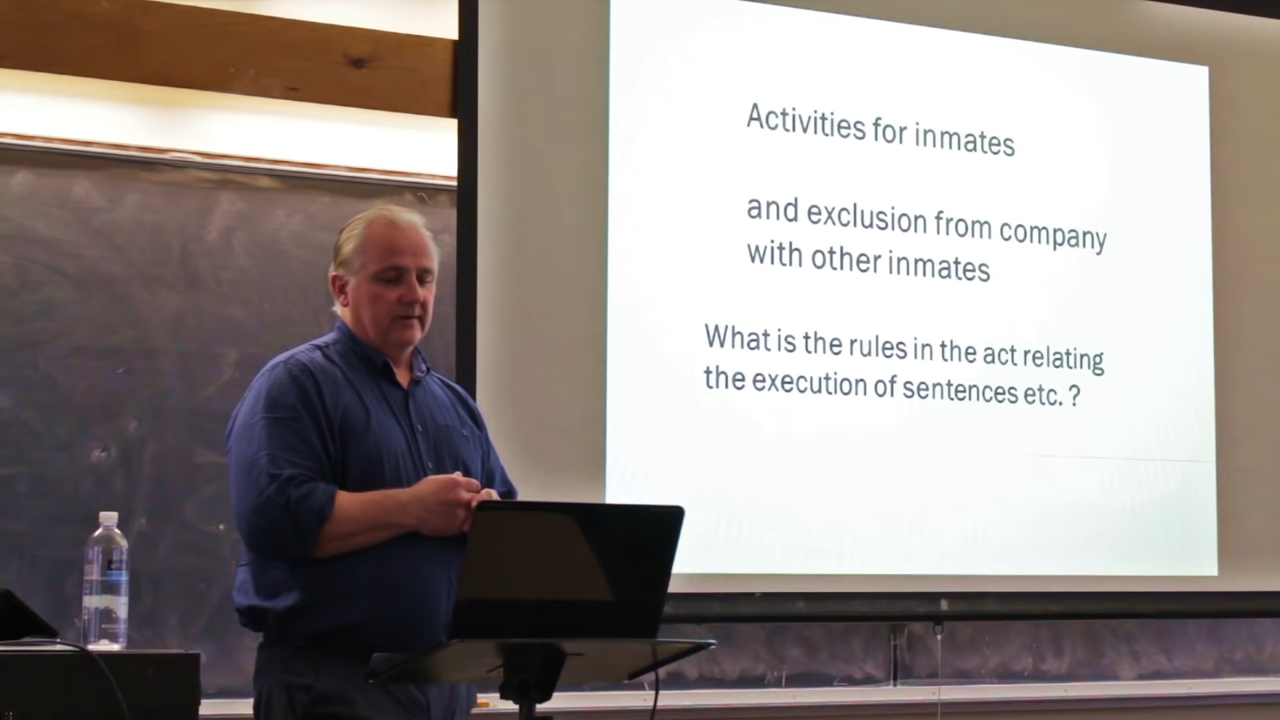 Activities for inmates
and exclusion from company
with other inmates
What is the rules in the act relating
the execution of sentences etc. ?